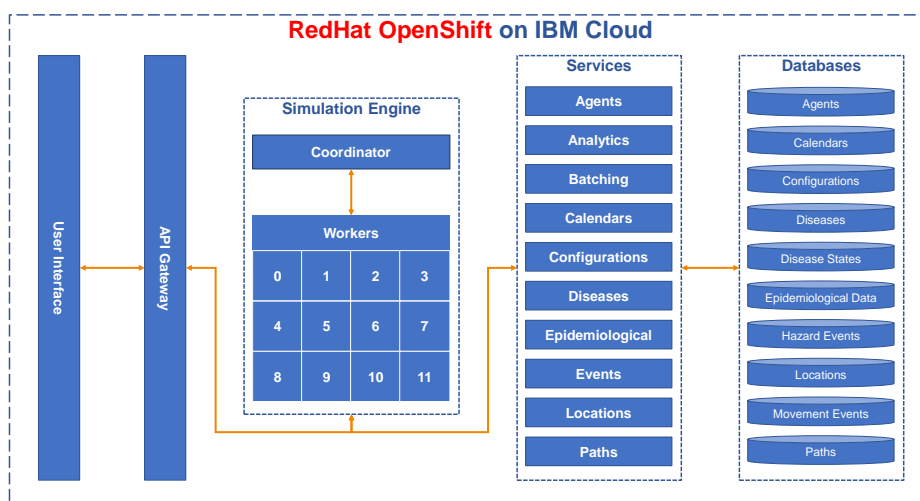 RedHat OpenShift on IBM Cloud
User Interface
API Gateway
Simulation Engine
Coordinator
Workers
0 1 2 3
4 5 6 7
8 9 10 11
Services
Agents
Analytics
Batching
Calendars
Configurations
Diseases
Epidemiological
Events
Locations
Paths
Databases
Agents
Calendars
Configurations
Diseases
Disease States
Epidemiological Data
Hazard Events
Locations
Movement Events
Paths